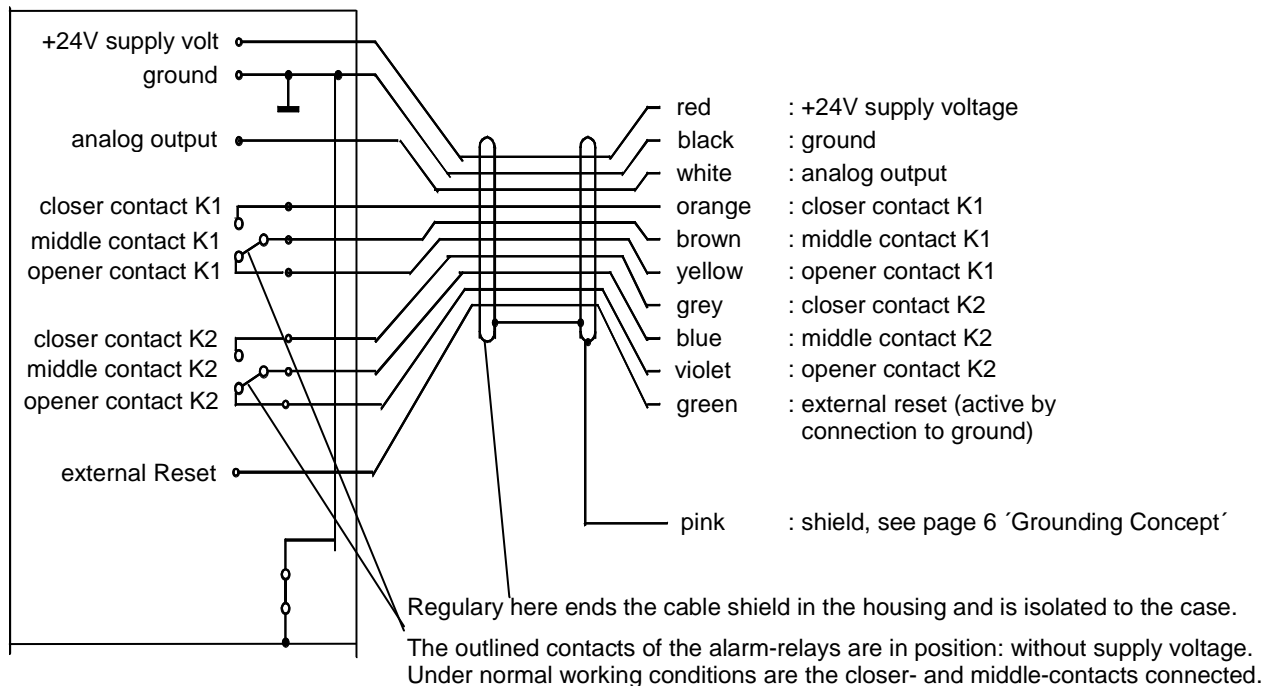 +24V supply volt
ground
analog output
closer contact K1
middle contact K1
opener contact K1
closer contact K2
middle contact K2
opener contact K2
external Reset
red : +24V supply voltage
black : ground
white : analog output
orange : closer contact K1
brown : middle contact K1
yellow : opener contact K1
grey : closer contact K2
blue : middle contact K2
violet : opener contact K2
green : external reset (active by
connection to ground)
pink : shield, see page 6 ´Grounding Concept´
Regulary here ends the cable shield in the housing and is isolated to the case.
The outlined contacts of the alarm-relays are in position: without supply voltage.
Under normal working conditions are the closer- and middle-contacts connected.